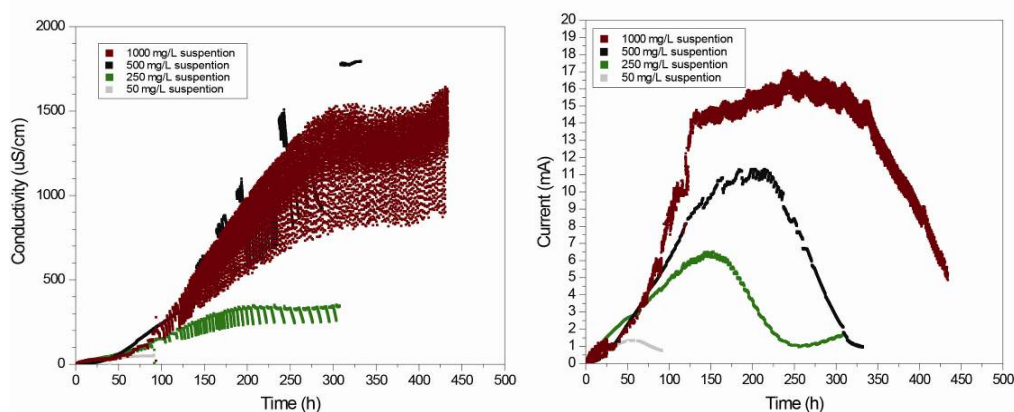 2000
1500
1000
500
0
Conductivity (uS/cm)
1000 mg/L suspention
500 mg/L suspention
250 mg/L suspention
50 mg/L suspention
0 50 100 150 200 250 300 350 400 450 500
Time (h)
20
19
18
17
16
15
14
13
12
11
10
9
8
7
6
5
4
3
2
1
0
Current (mA)
1000 mg/L suspention
500 mg/L suspention
250 mg/L suspention
50 mg/L suspention
0 50 100 150 200 250 300 350 400 450 500
Time (h)